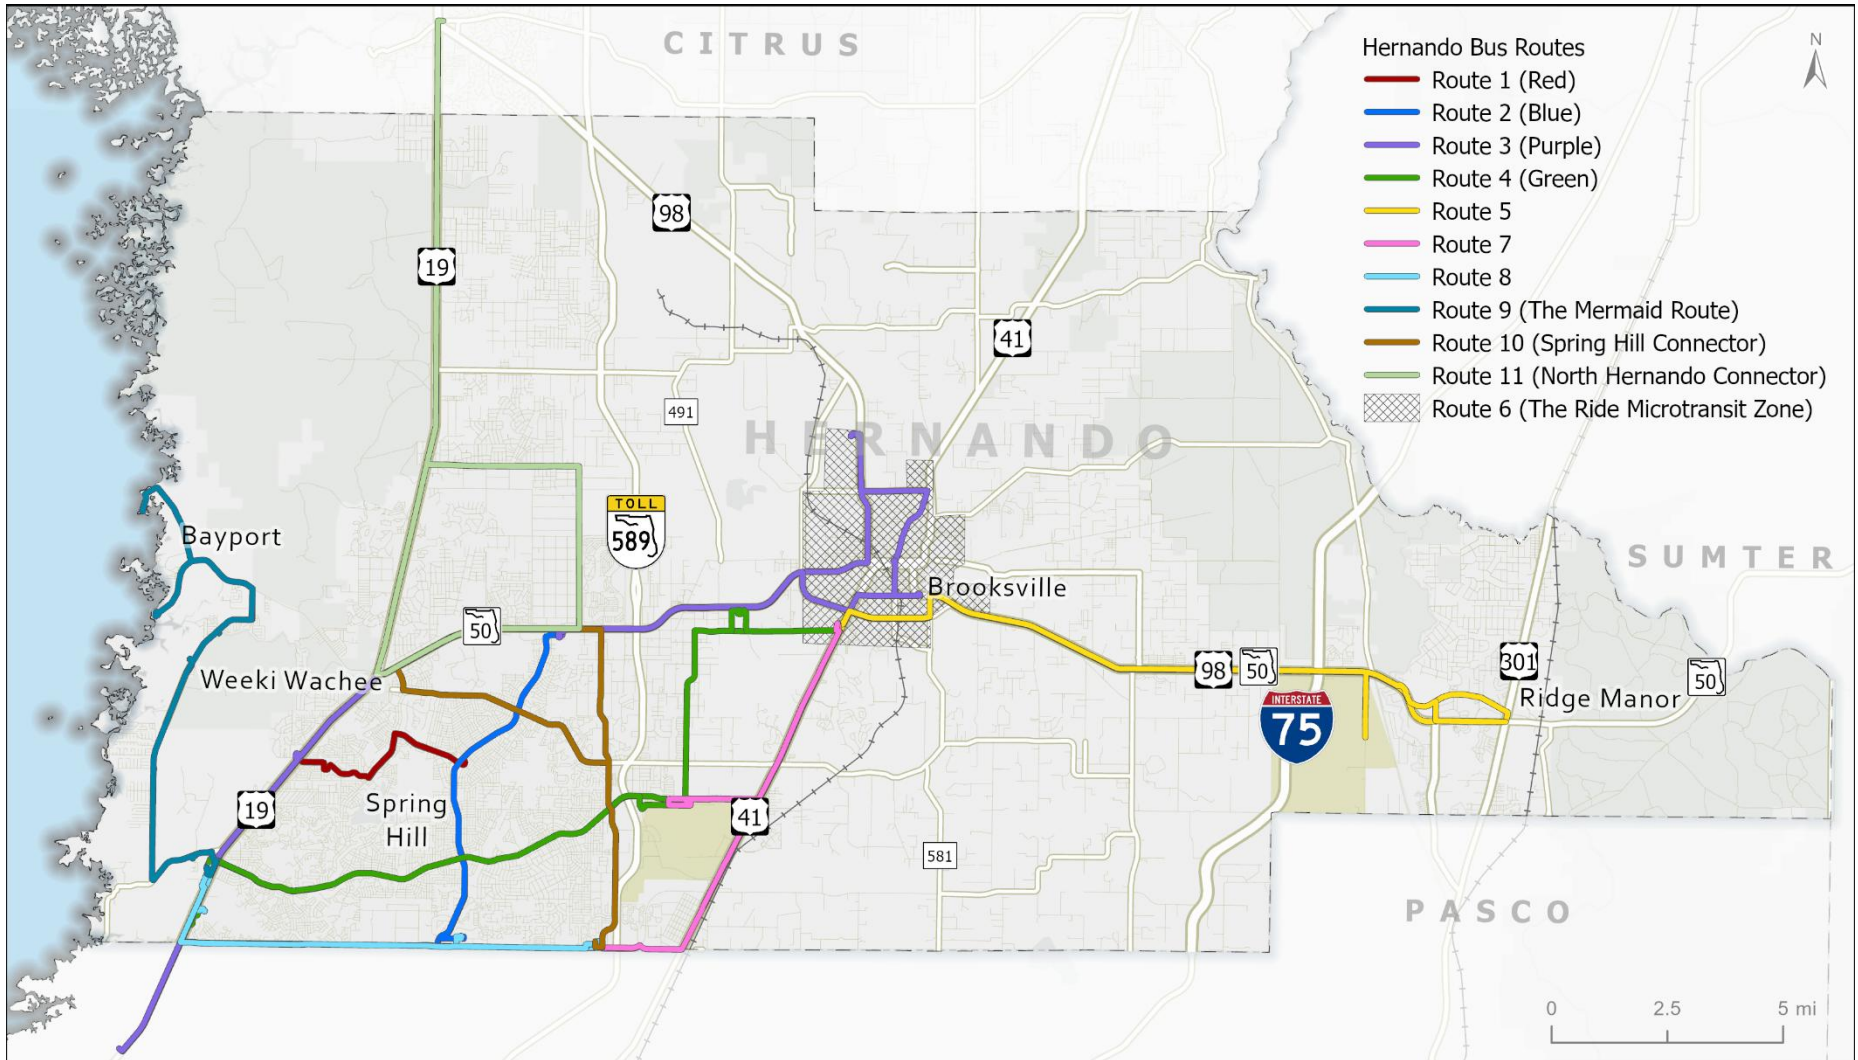 CITRUS
Hernando Bus Routes
Route 1 (Red)
Route 2 (Blue)
Route 3 (Purple)
Route 4 (Green)
Route 5
Route 7
Route 8
Route 9 (The Mermaid Route)
Route 10 (Spring Hill Connector)
Route 11 (North Hernando Connector)
Route 6 (The Ride Microtransit Zone)
N
98
19
41
491
HERNANDO
TOLL
589
Bayport
SUMTER
Brooksville
50
Weeki Wachee
98
50
301
50
Ridge Manor
INTERSTATE
75
19
Spring
Hill
41
581
PASCO
0 2.5 5 mi